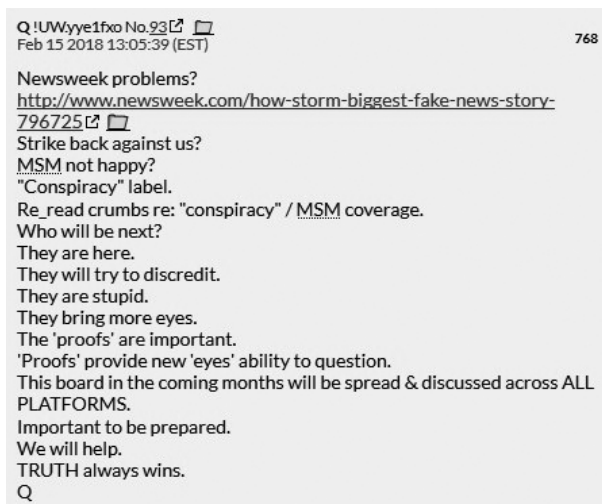 Q !UW.yye1fxo No.93
Feb 15 2018 13:05:39 (EST)
768
Newsweek problems?
http://www.newsweek.com/how-storm-biggest-fake-news-story-
796725
Strike back against us?
MSM not happy?
"Conspiracy" label.
Re_read crumbs re: "conspiracy" / MSM coverage.
Who will be next?
They are here.
They will try to discredit.
They are stupid.
They bring more eyes.
The 'proofs' are important.
'Proofs' provide new 'eyes' ability to question.
This board in the coming months will be spread & discussed across ALL
PLATFORMS.
Important to be prepared.
We will help.
TRUTH always wins.
Q